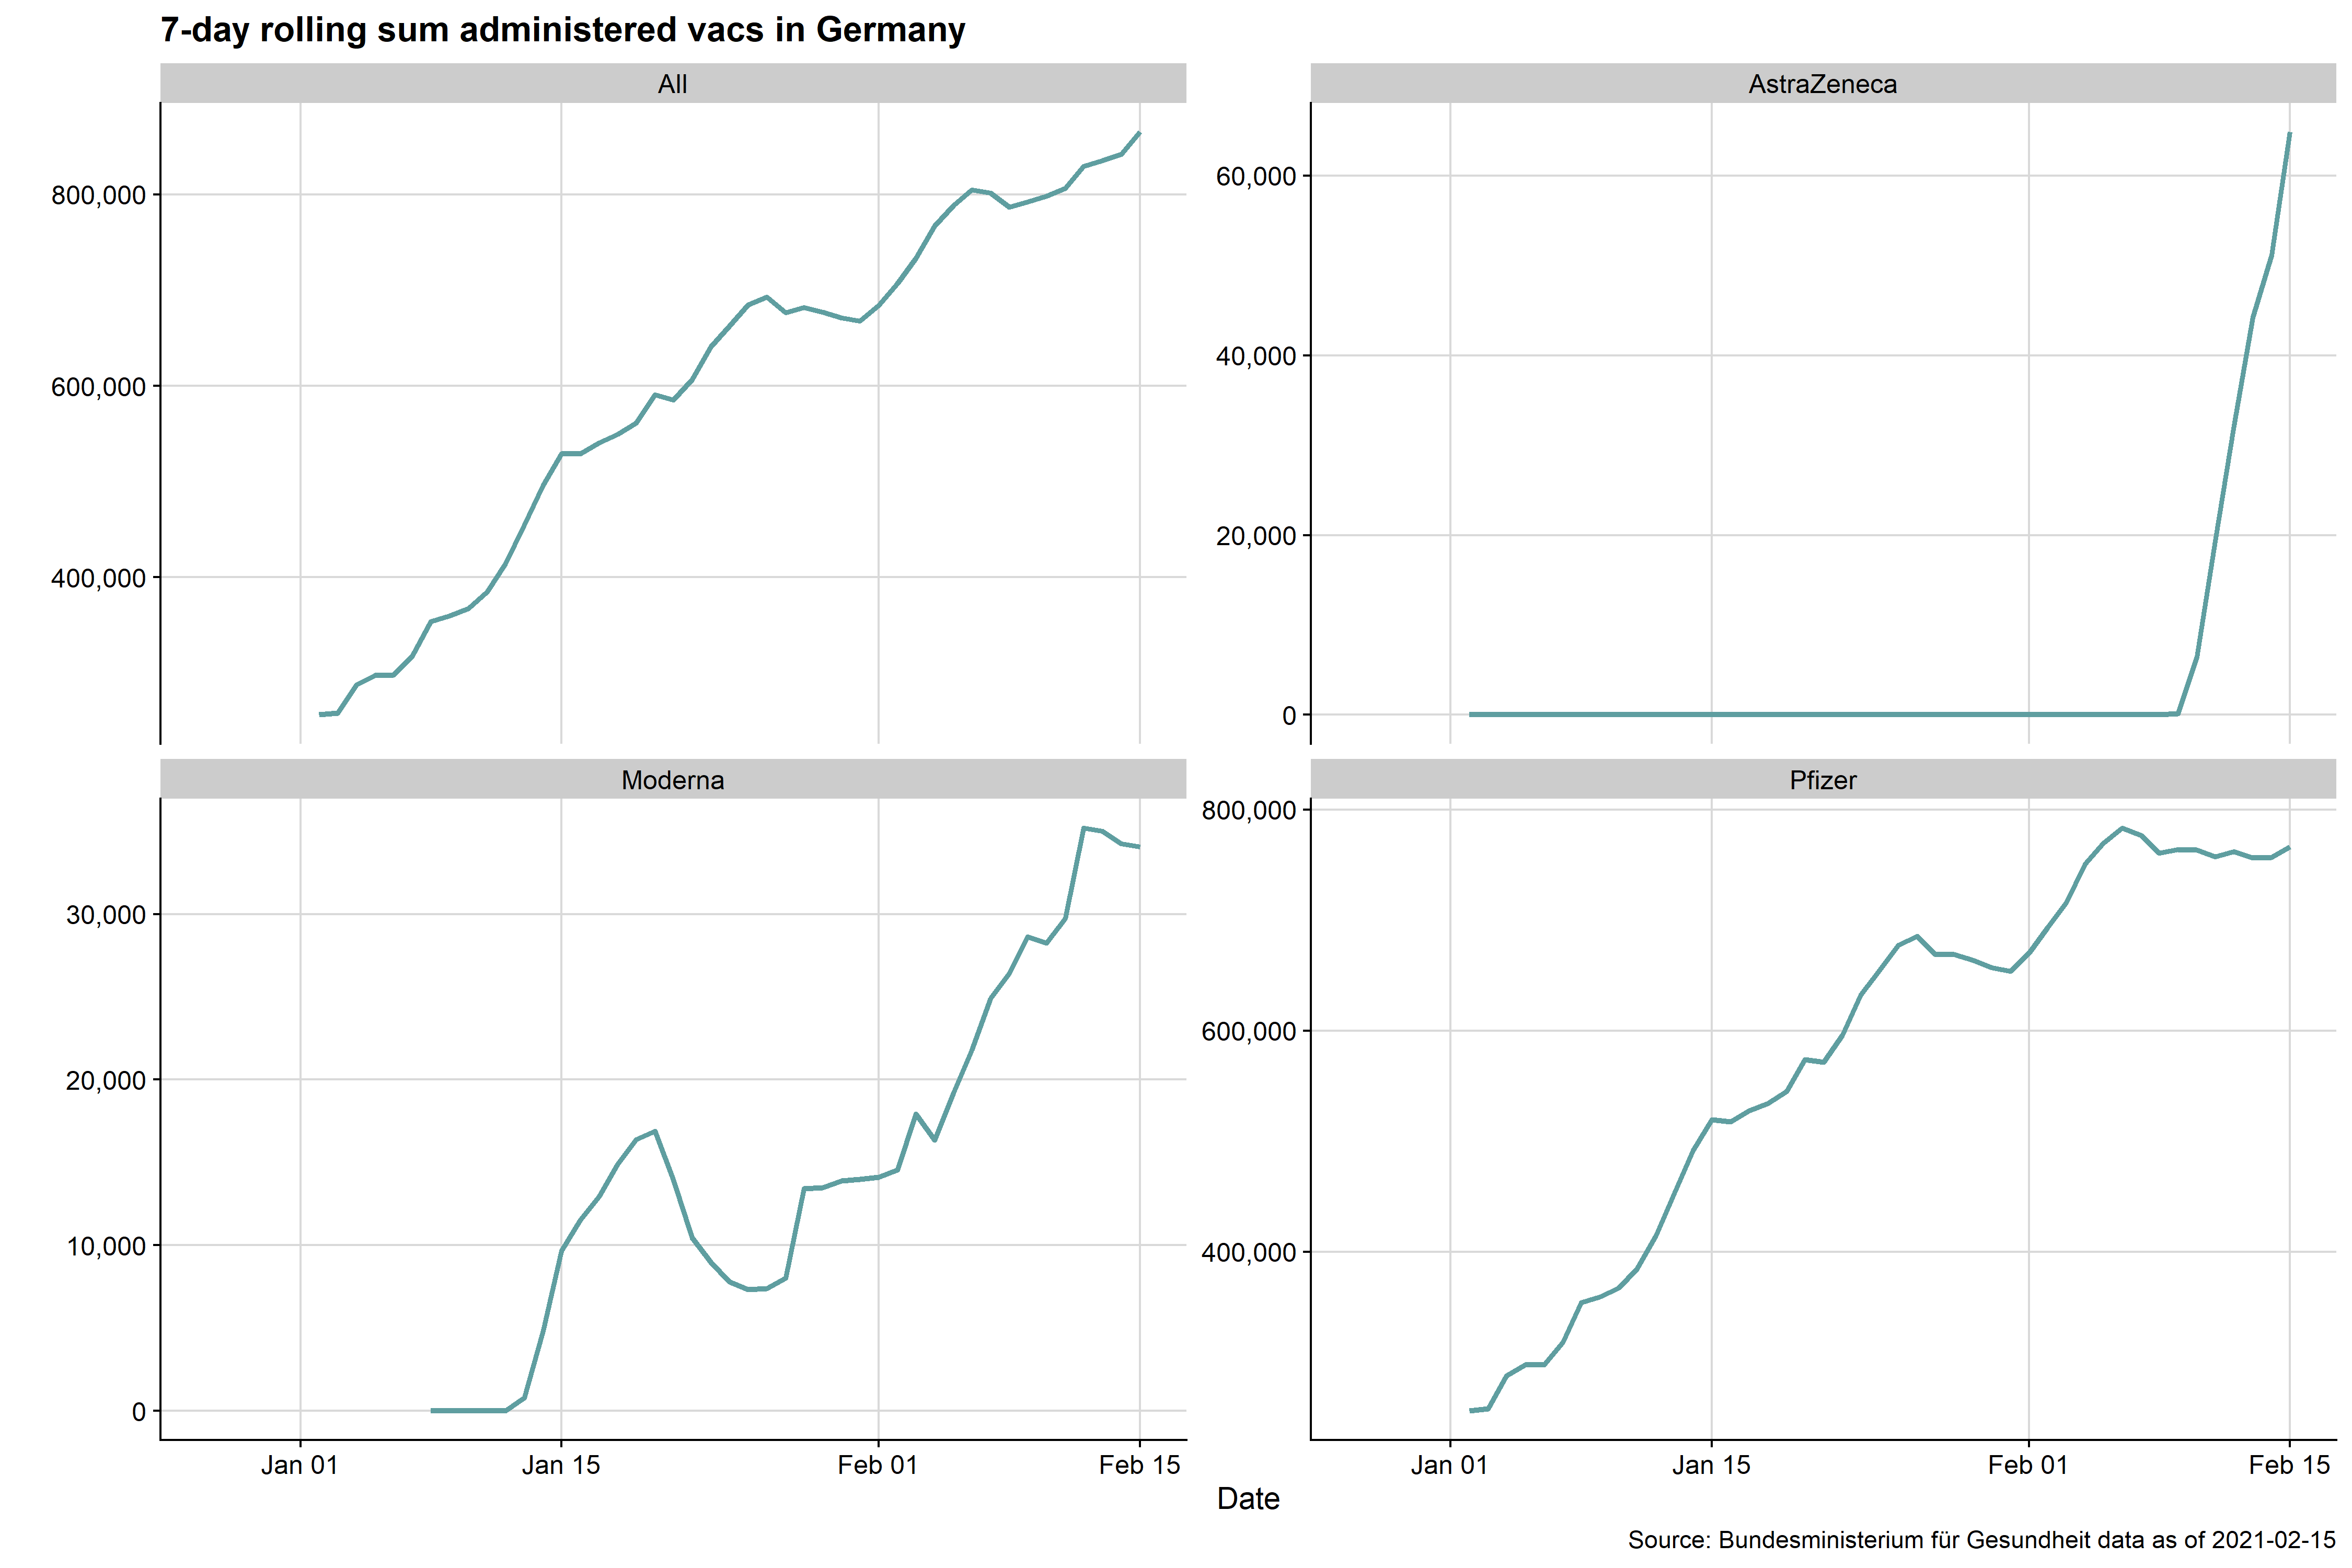 7-day rolling sum administered vacs in Germany
All
AstraZeneca
800,000
600,000
400,000
60,000
40,000
20,000
0
Moderna
Pfizer
30,000
20,000
10,000
0
800,000
600,000
400,000
Jan 01 Jan 15 Feb 01 Feb 15
Jan 01 Jan 15 Feb 01 Feb 15
Date
Source: Bundesministerium für Gesundheit data as of 2021-02-15